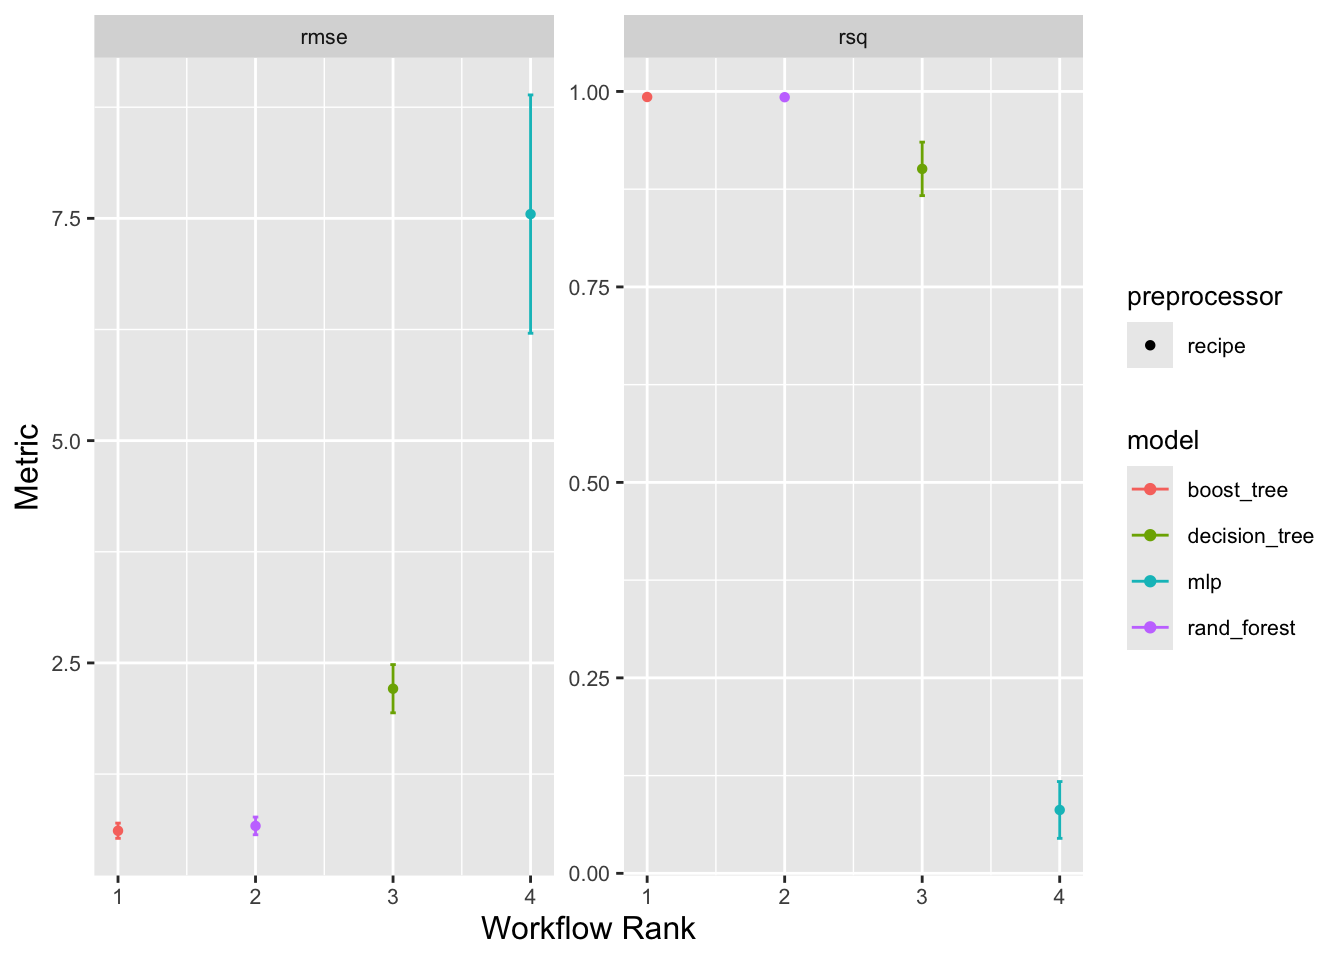 rmse
rsq
Metric
7.5
5.0
2.5
1.00
0.75
0.50
0.25
0.00
1 2 3 4
1 2 3 4
Workflow Rank
preprocessor
recipe
model
boost_tree
decision_tree
mlp
rand_forest